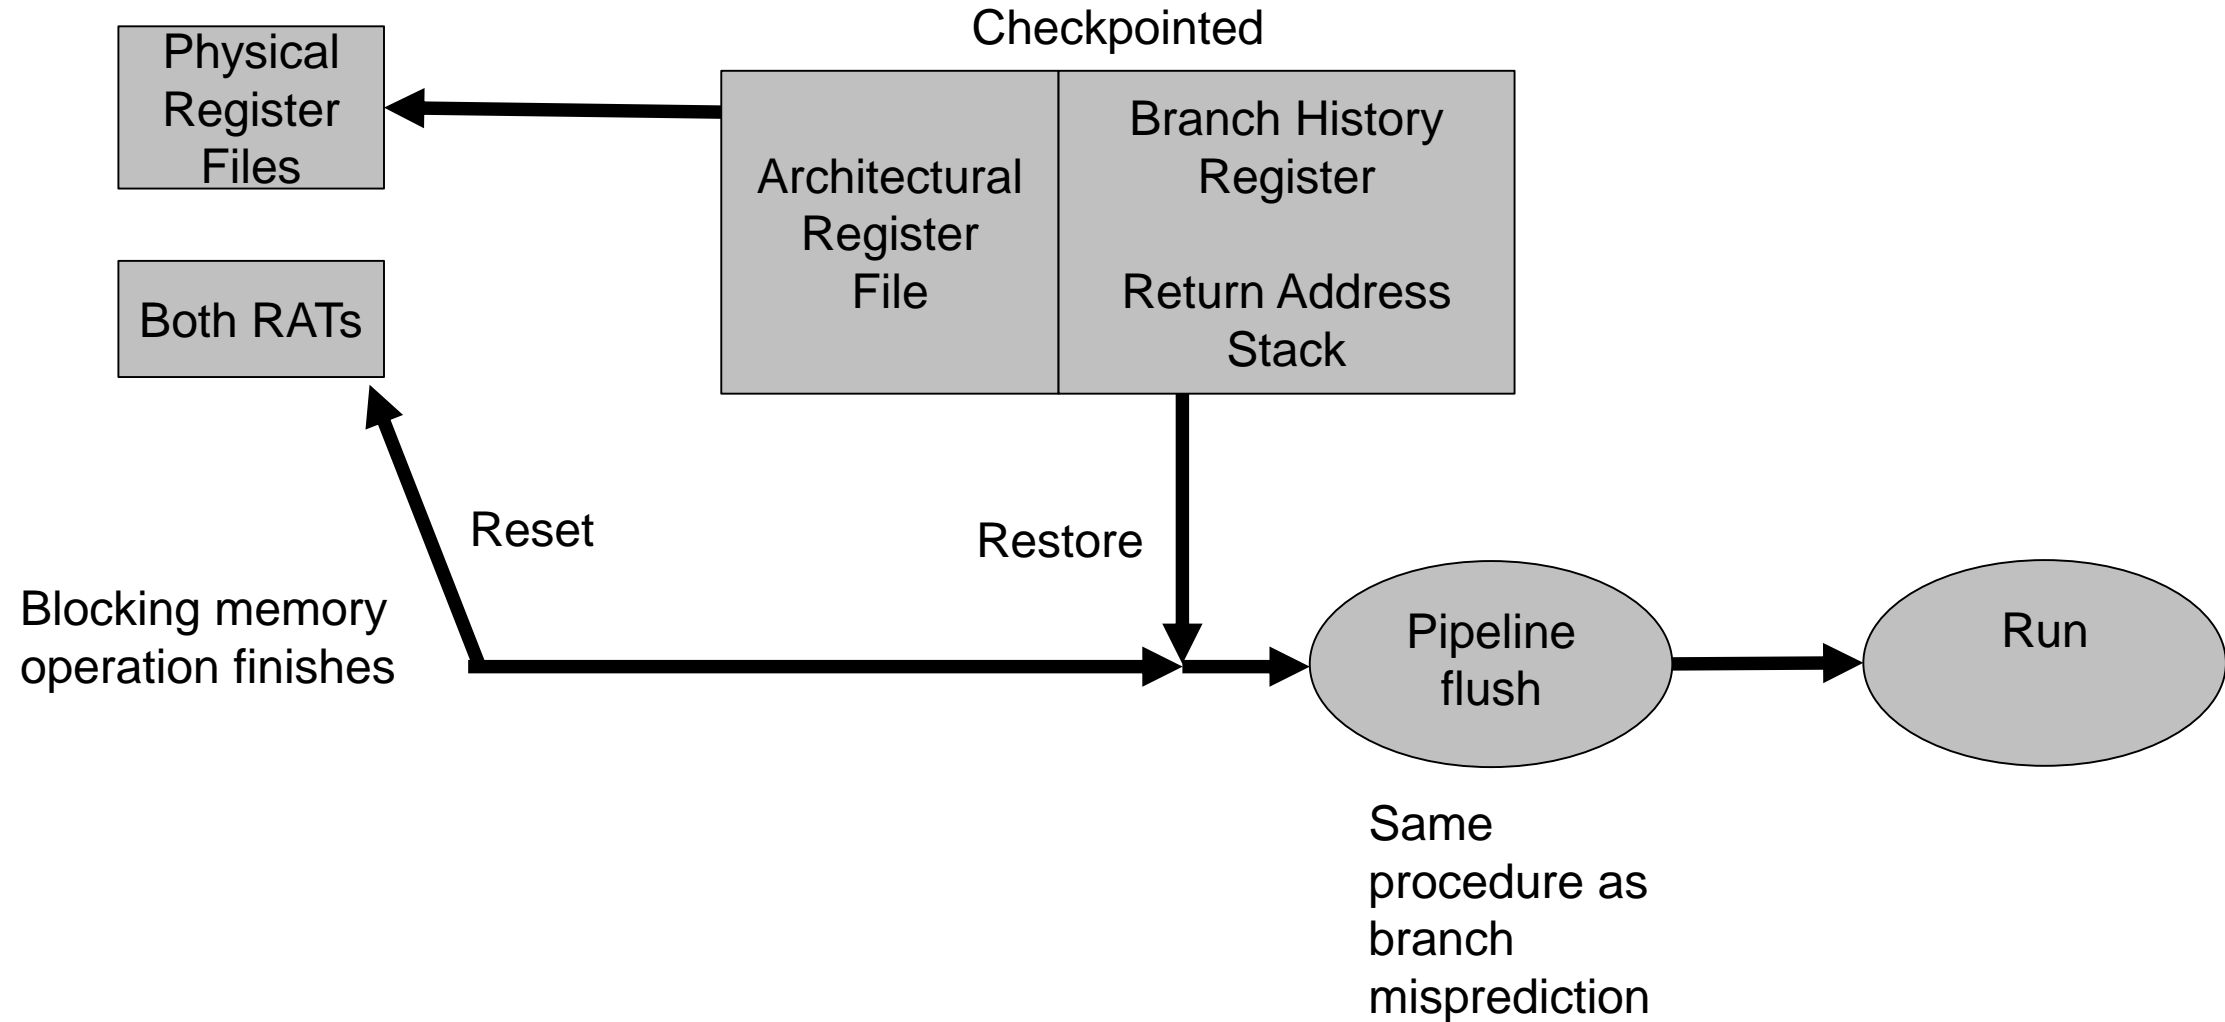 Checkpointed
Physical
Register
Files
Architectural
Register
File
Branch History
Register
Return Address
Stack
Both RATs
Reset
Restore
Blocking memory
operation finishes
Pipeline
flush
Run
Same
procedure as
branch
misprediction